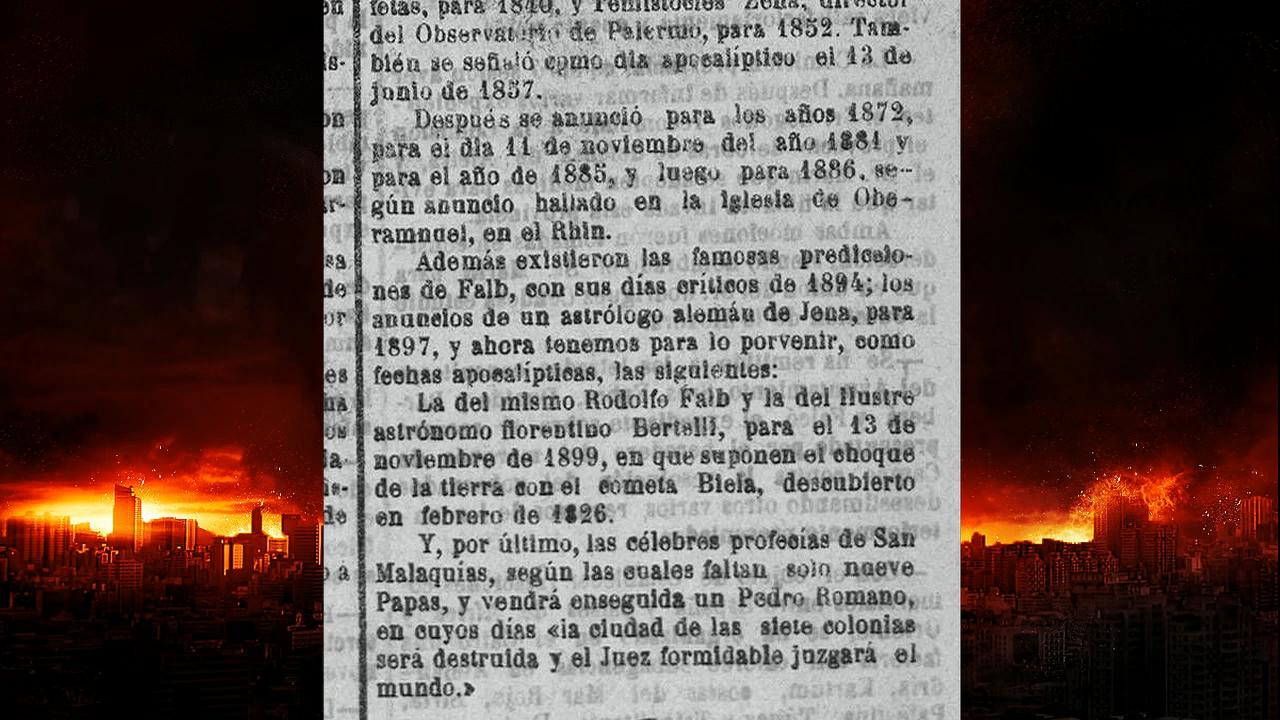 fetas, para 1840, y Temistocles Zona, director
del Observatorio de Palermo, para 1852. Tam-
bién se señaló como dia apocalíptico el 13 de
junio de 1857.
Después se anunció para los años 1872,
para el dia 11 de noviembre del año 1881 y
para el año de 1885, y luego para 1886, se-
gún anuncio hallado en la iglesia de Obe-
ramnuel, en el Rhin.
Además existieron las famosas prediccio-
nes de Falb, con sus días críticos de 1894; los
anuncios de un astrólogo alemán de Jena, para
1897, y ahora tenemos para lo porvenir, como
fechas apocalípticas, las siguientes:
La del mismo Rodolfo Falb y la del ilustre
astrónomo florentino Bertelli, para el 13 de
noviembre de 1899, en que suponen el choque
de la tierra con el cometa Biela, descubierto
en febrero de 1826.
Y, por último, las célebres profecías de San
Malaquías, según las cuales faltan solo nueve
Papas, y vendrá enseguida un Pedro Romano,
en cuyos días «la ciudad de las siete colonias
será destruida y el Juez formidable juzgará el
mundo.»